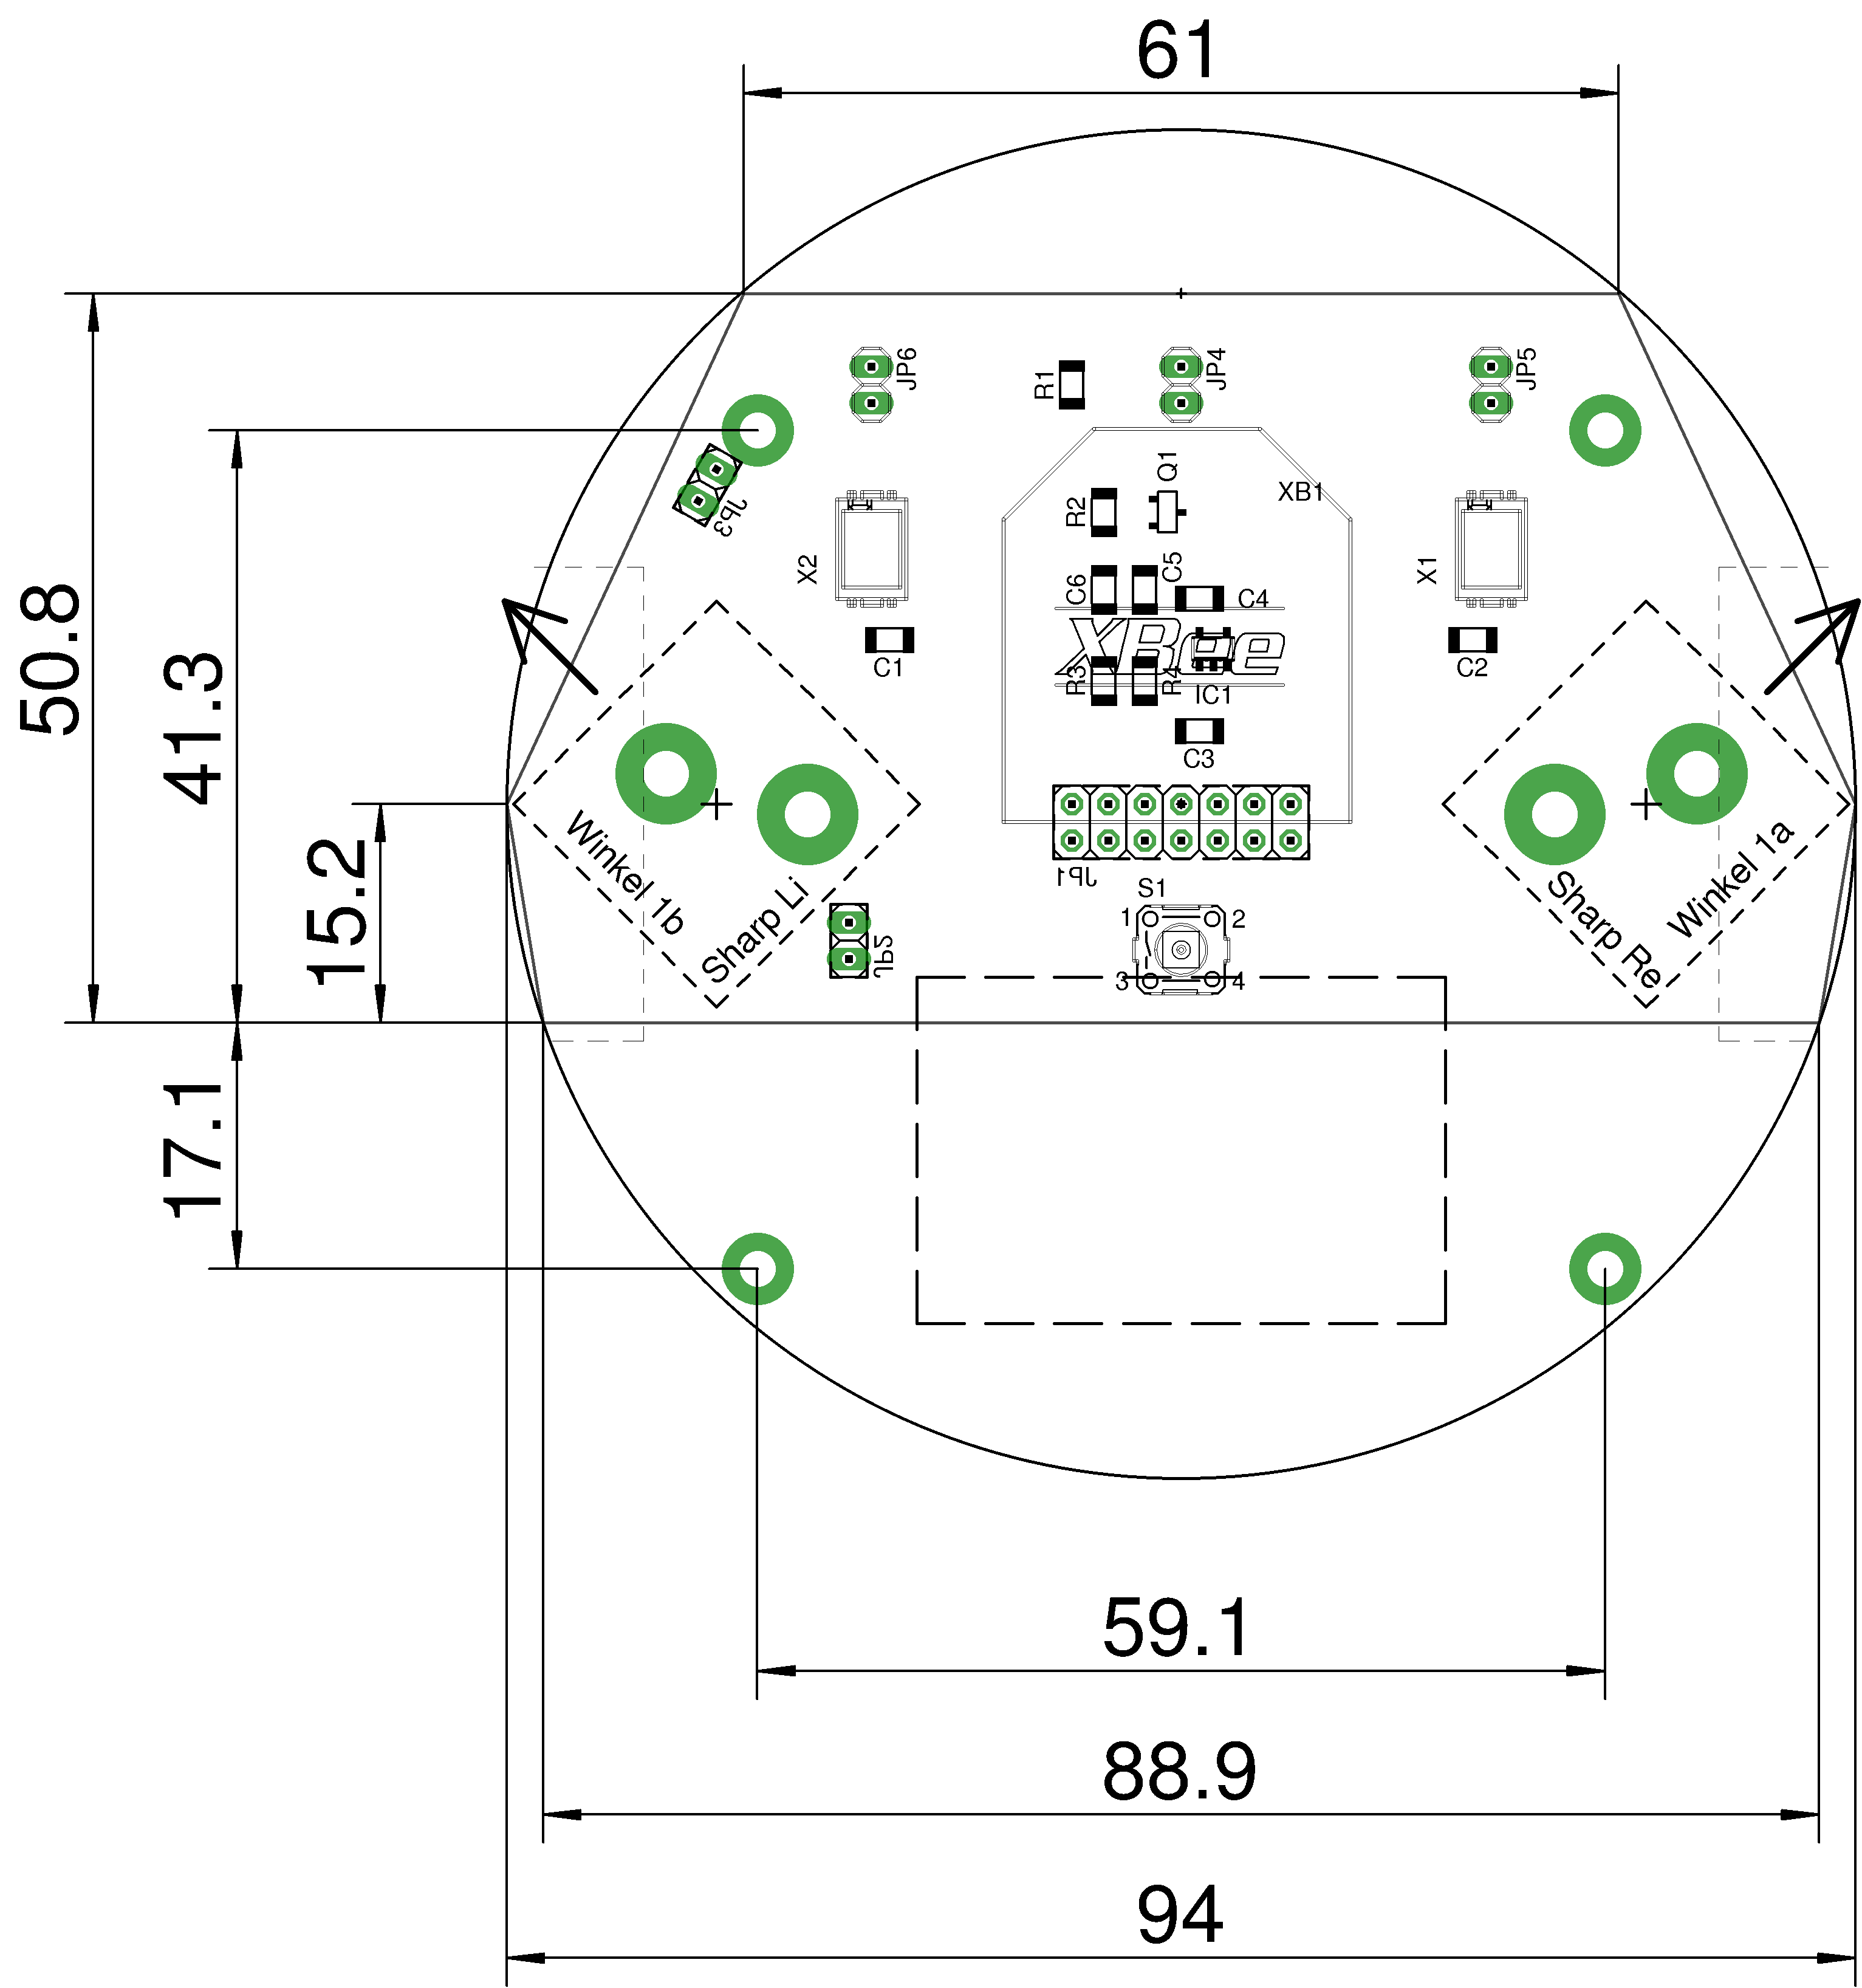 61
JP6
R1
JP4
JP5
Q1
XB1
R2
JP3
X2
X1
C5
C6
C4
50.8
41.3
C1
XBee
C2
R3
R4
IC1
C3
15.2
Winkel 1b
Sharp Li
JP1
S1
1
2
3
4
JP2
Sharp Re
Winkel 1a
17.1
59.1
88.9
94